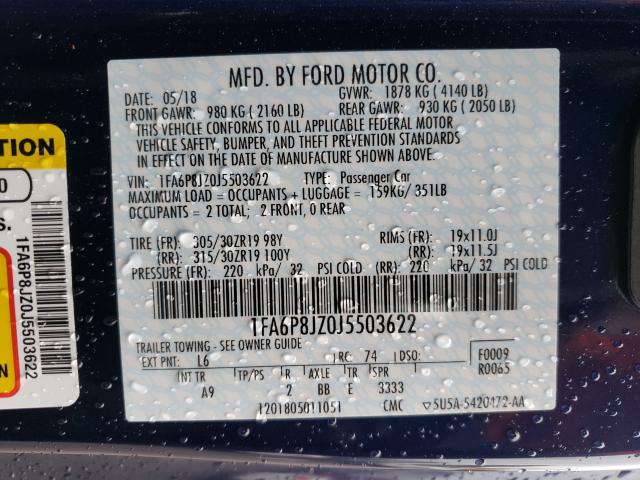 MFD. BY FORD MOTOR CO.
DATE: 05/18 GVWR: 1878 KG ( 4140 LB)
FRONT GAWR: 980 KG ( 2160 LB) REAR GAWR: 930 KG ( 2050 LB)
THIS VEHICLE CONFORMS TO ALL APPLICABLE FEDERAL MOTOR
VEHICLE SAFETY, BUMPER, AND THEFT PREVENTION STANDARDS
IN EFFECT ON THE DATE OF MANUFACTURE SHOWN ABOVE.
VIN: 1FA6P8JZ0J5503622 TYPE: Passenger Car
MAXIMUM LOAD = OCCUPANTS + LUGGAGE = 159KG/ 351LB
OCCUPANTS = 2 TOTAL; 2 FRONT, 0 REAR
TIRE (FR): 305/30ZR19 98Y RIMS (FR): 19x11.0J
(RR): 315/30ZR19 100Y (RR): 19x11.5J
PRESSURE (FR): 220 kPa/ 32 PSI COLD (RR): 220 kPa/ 32 PSI COLD
1FA6P8JZ0J5503622
TRAILER TOWING - SEE OWNER GUIDE
EXT PNT: L6 RC: 74 DSO: F0009
INT TR TP/PS R AXLE TR SPR R0065
A9 2 BB E 3333
1201805011051 CMC 5U5A-5420472-AA
TION
0
S.
1FA6P8JZ0J5503622